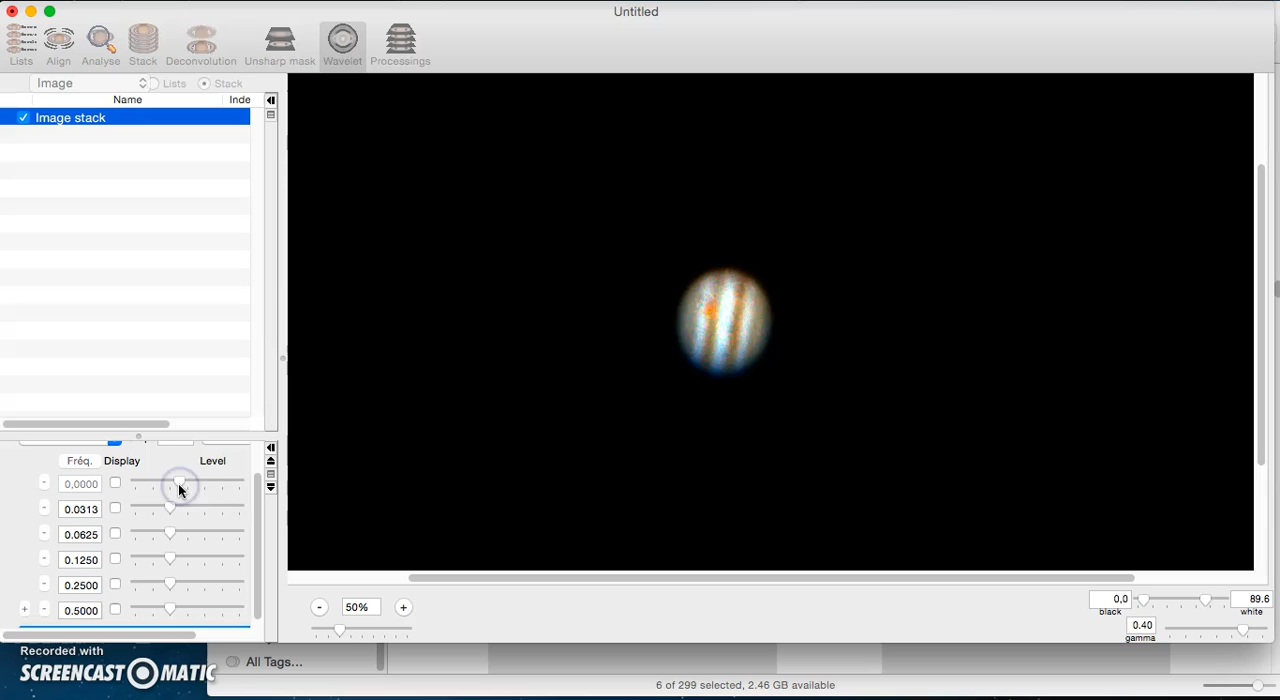 Untitled
Lists Align Analyse Stack Deconvolution Unsharp mask Wavelet Processings
Image Lists Stack
Name Inde
Image stack
Fréq. Display Level
0,0000
0.0313
0.0625
0.1250
0.2500
+ - 0.5000
- 50% +
0,0 89.6
black white
0.40
gamma
Recorded with
SCREENCAST-O-MATIC
All Tags...
6 of 299 selected, 2.46 GB available